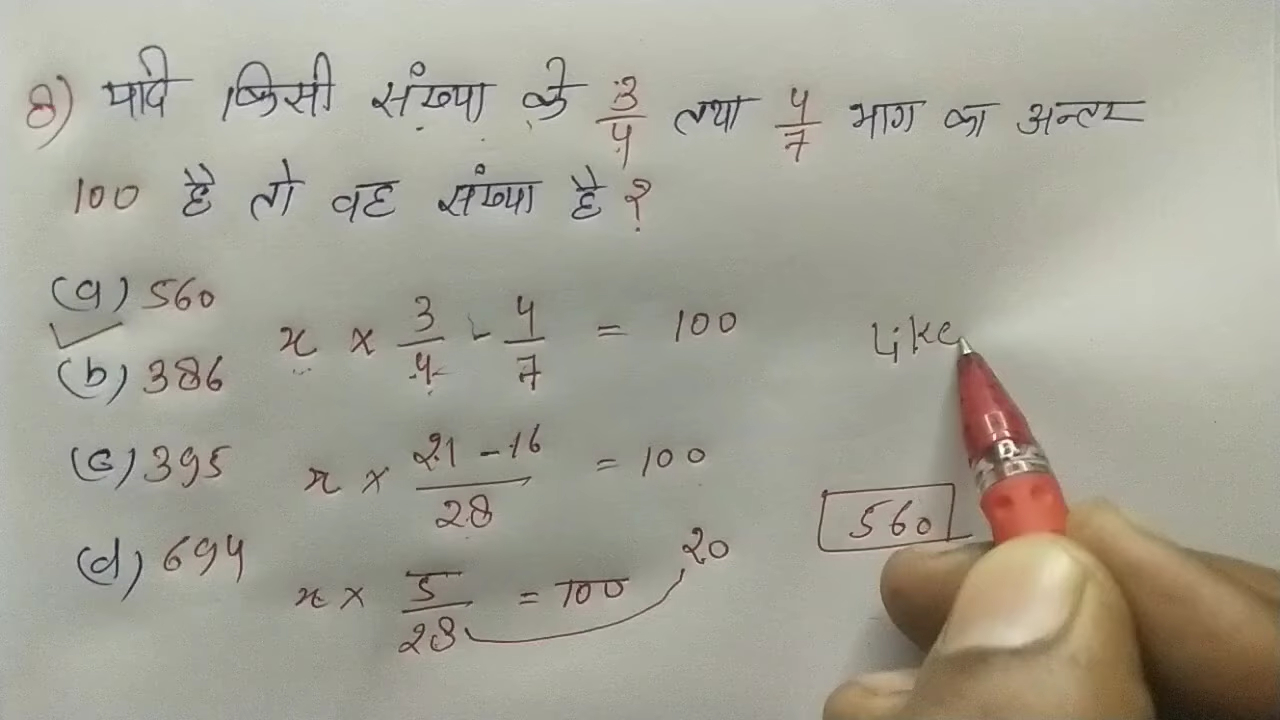 8) यदि किसी संख्या के 3/4 तथा 4/7 भाग का अन्तर
100 है तो वह संख्या है ?
(a) 560
(b) 386
(c) 395
(d) 694
x × 3/4 - 4/7 = 100
x × 21 - 16/28 = 100
x × 5/28 = 100
20
Like
560